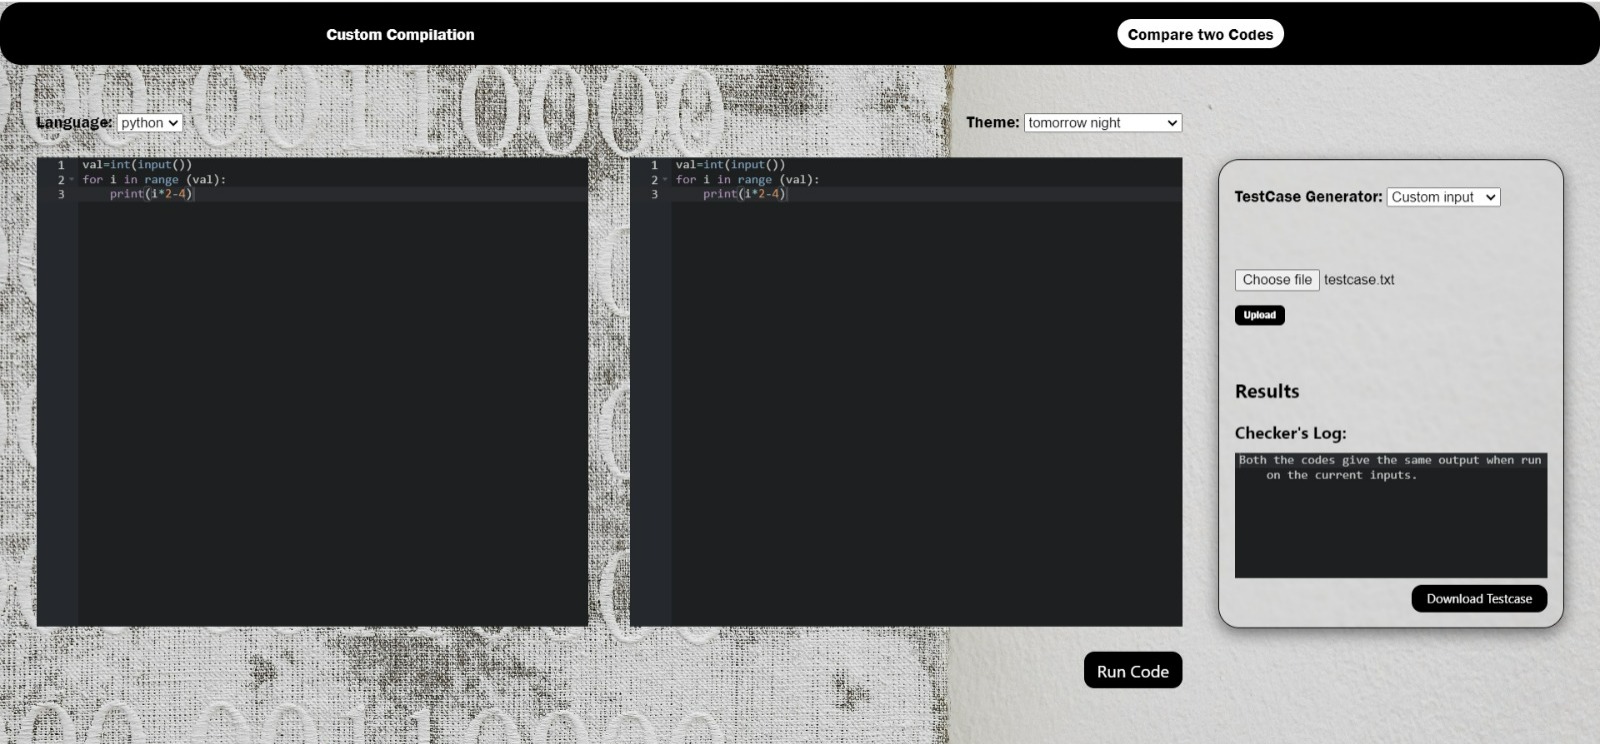 Custom Compilation
Compare two Codes
Language: python
Theme: tomorrow night
1 val=int(input())
2 for i in range (val):
3 print(i*2-4)
1 val=int(input())
2 for i in range (val):
3 print(i*2-4)
TestCase Generator: Custom input
Choose file testcase.txt
Upload
Results
Checker's Log:
Both the codes give the same output when run
on the current inputs.
Download Testcase
Run Code